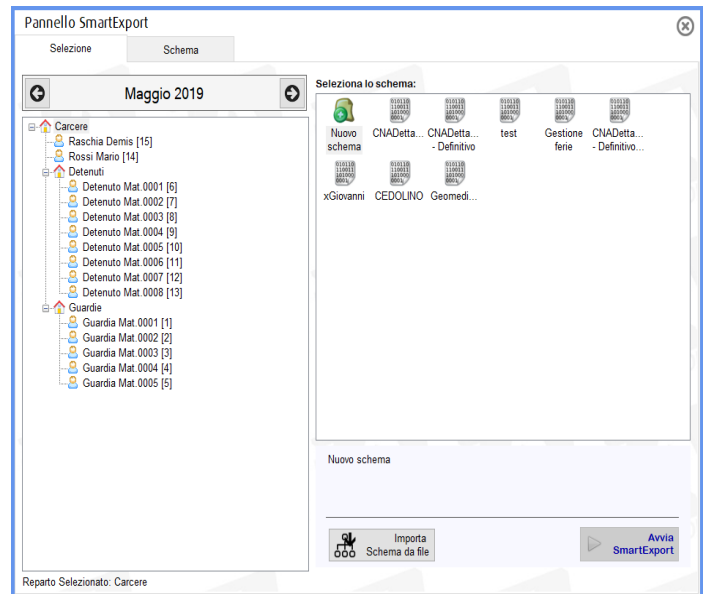 Pannello SmartExport
Selezione
Schema
Maggio 2019
Carcere
Raschia Demis [15]
Rossi Mario [14]
Detenuti
Detenuto Mat.0001 [6]
Detenuto Mat.0002 [7]
Detenuto Mat.0003 [8]
Detenuto Mat.0004 [9]
Detenuto Mat.0005 [10]
Detenuto Mat.0006 [11]
Detenuto Mat.0007 [12]
Detenuto Mat.0008 [13]
Guardie
Guardia Mat.0001 [1]
Guardia Mat.0002 [2]
Guardia Mat.0003 [3]
Guardia Mat.0004 [4]
Guardia Mat.0005 [5]
Reparto Selezionato: Carcere
Seleziona lo schema:
Nuovo
schema
CNADetta...
CNADetta...
- Definitivo
test
Gestione
ferie
CNADetta...
- Definitivo...
xGiovanni
CEDOLINO
Geomedi...
Nuovo schema
Importa
Schema da file
Avvia
SmartExport